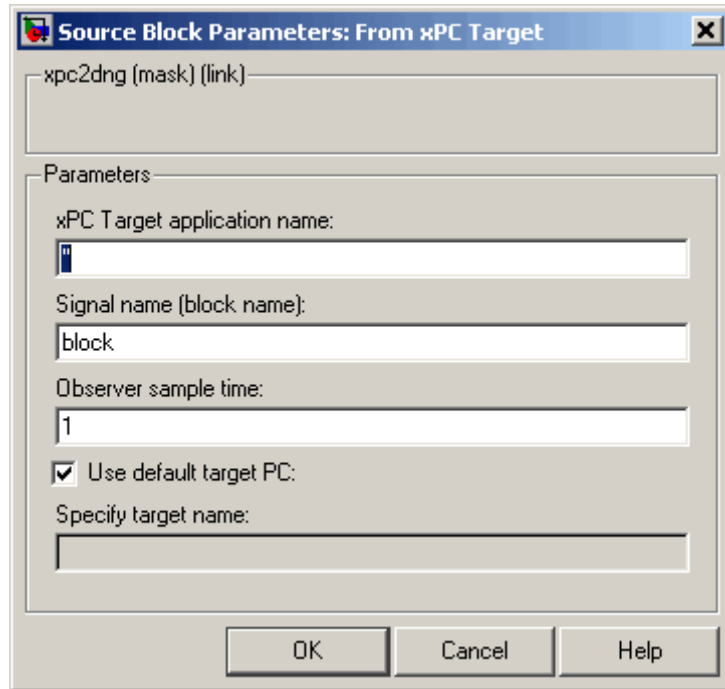 Source Block Parameters: From xPC Target
xpc2dng (mask) (link)
Parameters
xPC Target application name:
''
Signal name (block name):
block
Observer sample time:
1
Use default target PC:
Specify target name:
OK Cancel Help